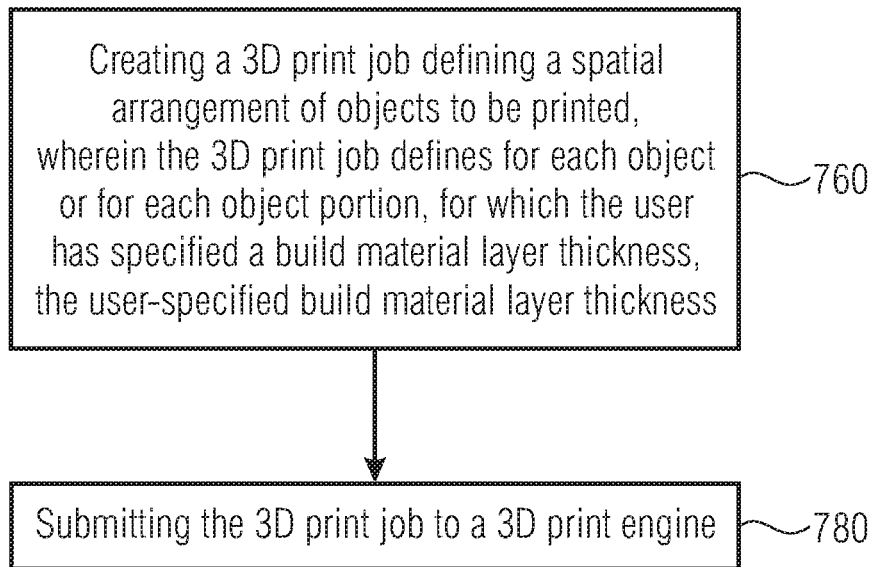 Creating a 3D print job defining a spatial
arrangement of objects to be printed,
wherein the 3D print job defines for each object
or for each object portion, for which the user
has specified a build material layer thickness,
the user-specified build material layer thickness
760
Submitting the 3D print job to a 3D print engine
780